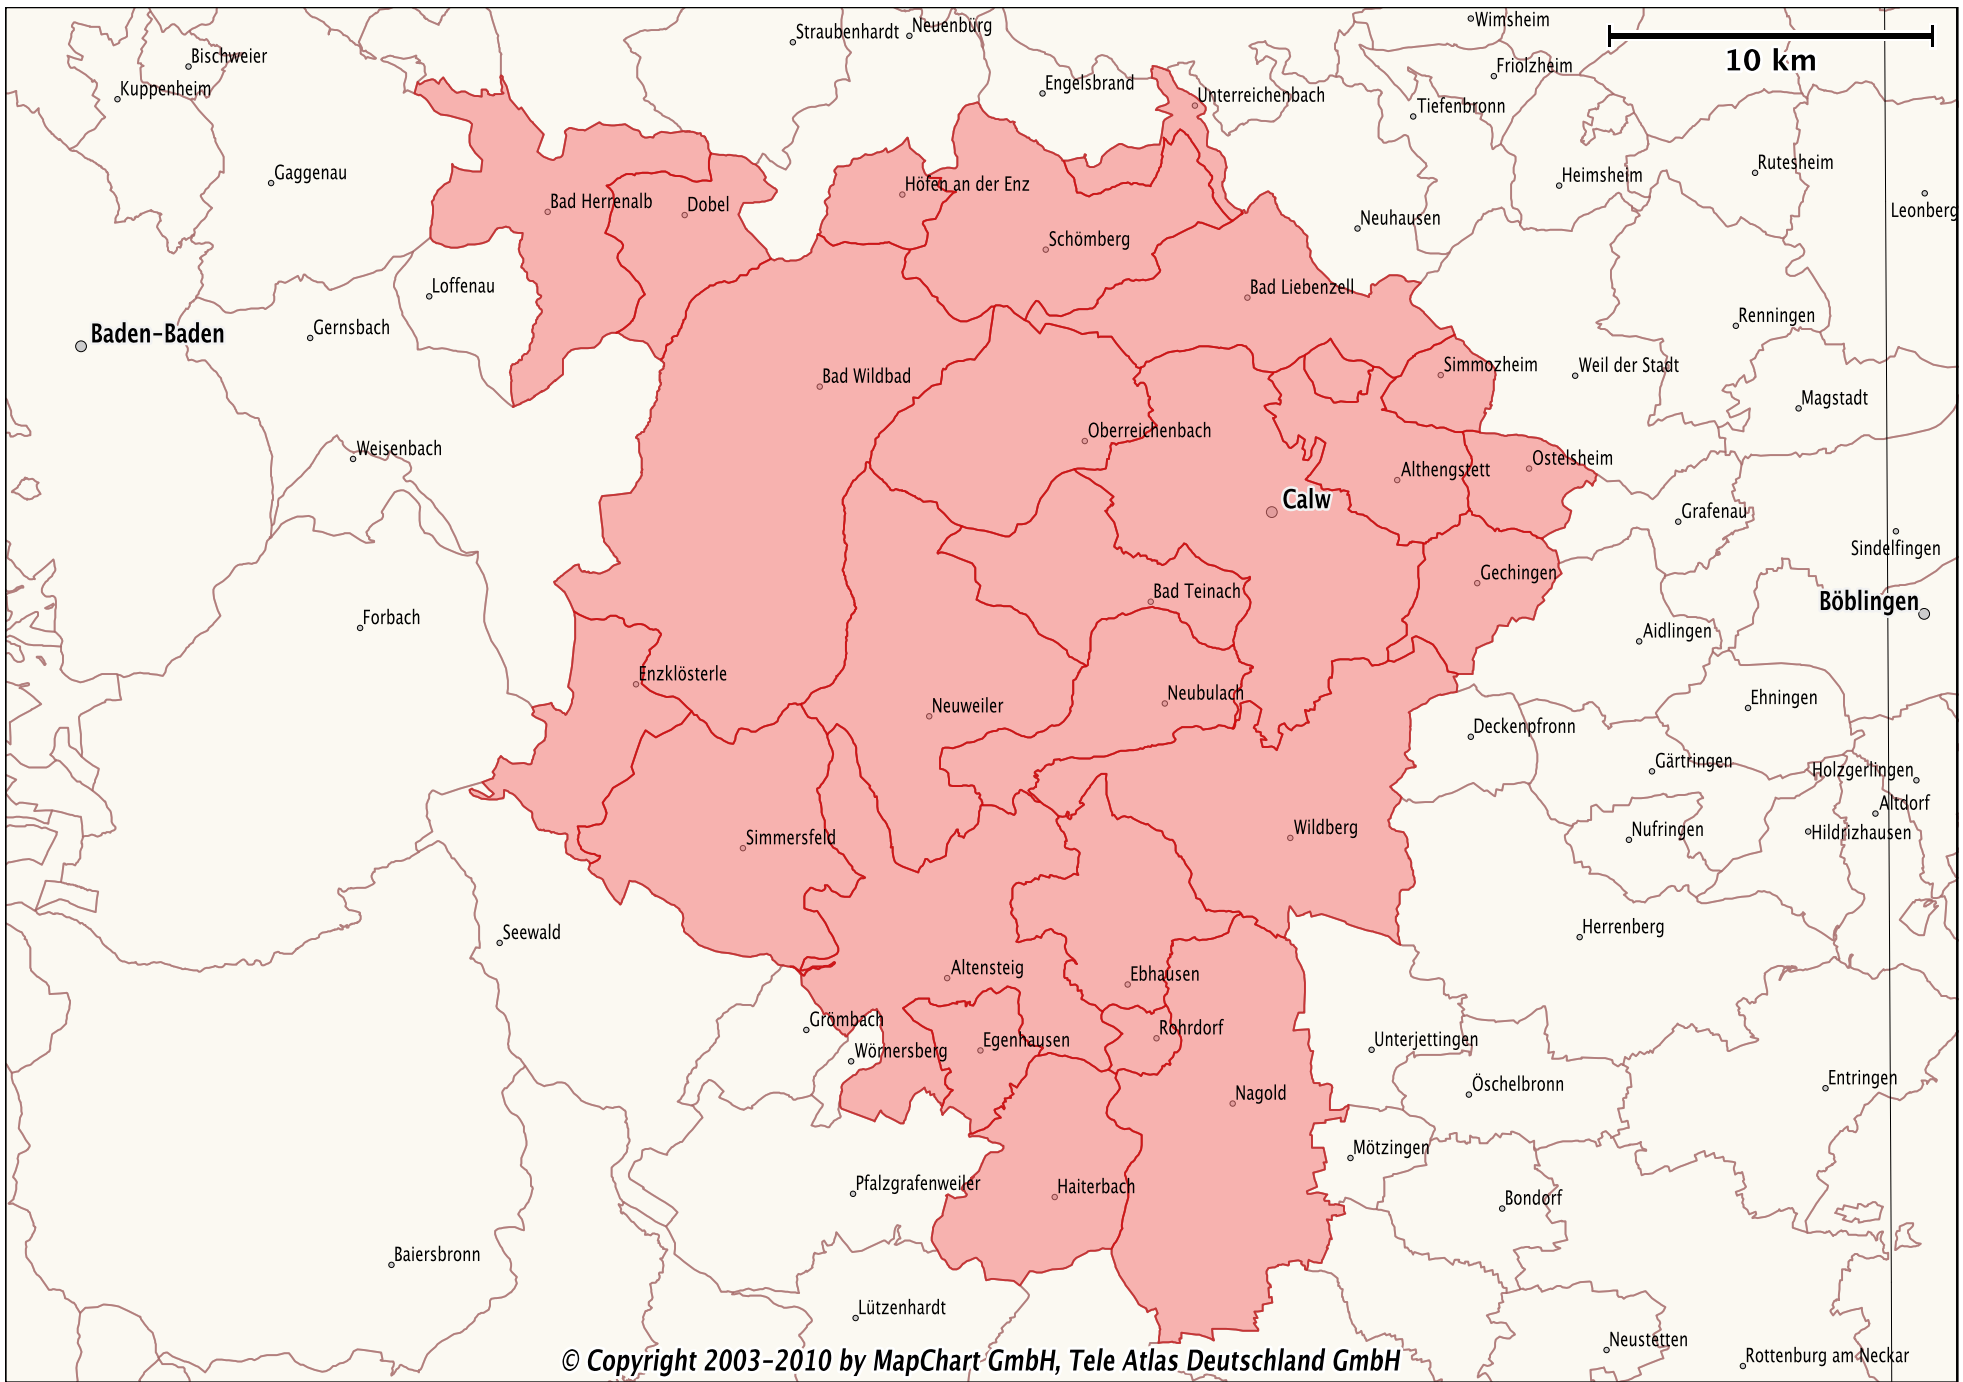 Wimsheim
Neuenbürg
Straubenhardt
10 km
Bischweier
Friolzheim
Engelsbrand
Kuppenheim
Unterreichenbach
Tiefenbronn
Rutesheim
Gaggenau
Heimsheim
Höfen an der Enz
Bad Herrenalb
Dobel
Leonberg
Neuhausen
Schömberg
Loffenau
Bad Liebenzell
Renningen
Gernsbach
Baden-Baden
Simmozheim
Weil der Stadt
Bad Wildbad
Magstadt
Oberreichenbach
Weisenbach
Ostelsheim
Althengstett
Calw
Grafenau
Sindelfingen
Gechingen
Bad Teinach
Böblingen
Forbach
Aidlingen
Enzklösterle
Neubulach
Ehningen
Neuweiler
Deckenpfronn
Gärtringen
Holzgerlingen
Altdorf
Wildberg
Nufringen
Hildrizhausen
Simmersfeld
Herrenberg
Seewald
Altensteig
Ebhausen
Grömbach
Rohrdorf
Egenhausen
Unterjettingen
Wörnersberg
Entringen
Öschelbronn
Nagold
Mötzingen
Pfalzgrafenweiler
Haiterbach
Bondorf
Baiersbronn
Lützenhardt
Neustetten
Rottenburg am Neckar
© Copyright 2003-2010 by MapChart GmbH, Tele Atlas Deutschland GmbH